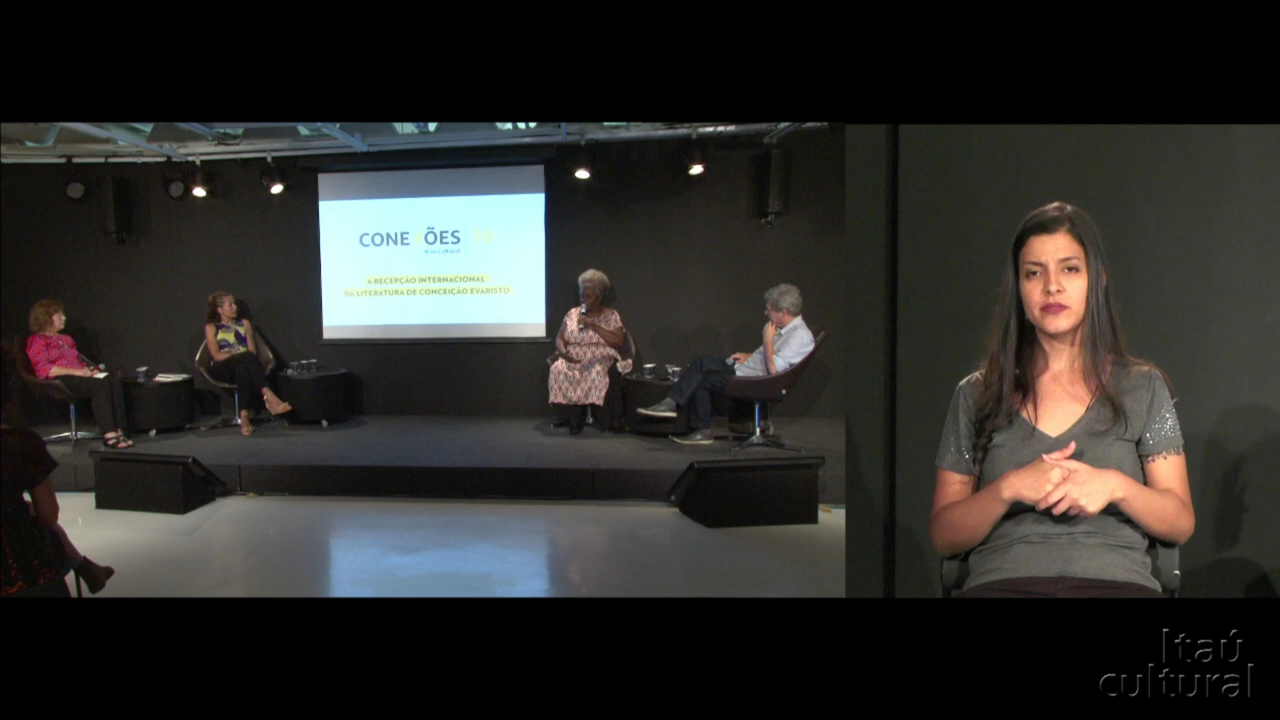 CONE ÕES
A RECEPÇÃO INTERNACIONAL
DA LITERATURA DE CONCEIÇÃO EVARISTO
Itaú
cultural